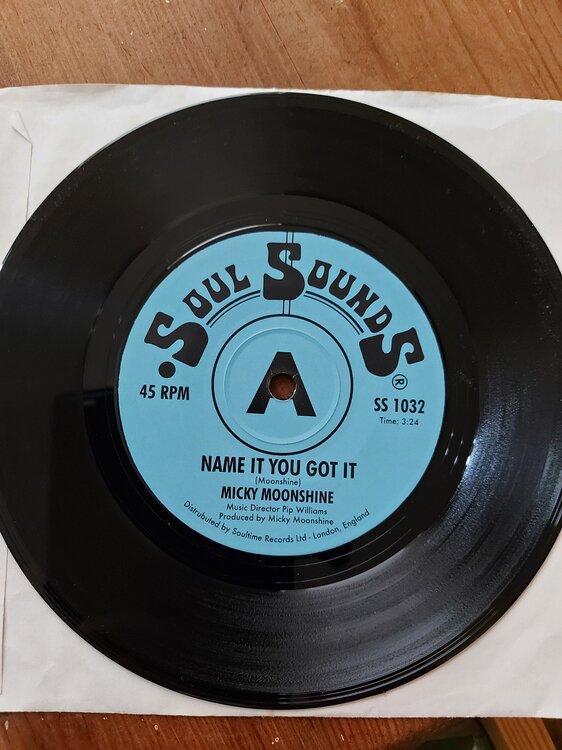 SOUL SOUNDS ®
A
45 RPM
SS 1032
Time: 3:24
NAME IT YOU GOT IT
(Moonshine)
MICKY MOONSHINE
Music Director Pip Williams
Produced by Micky Moonshine
Distrubuted by Soultime Records Ltd - London, England